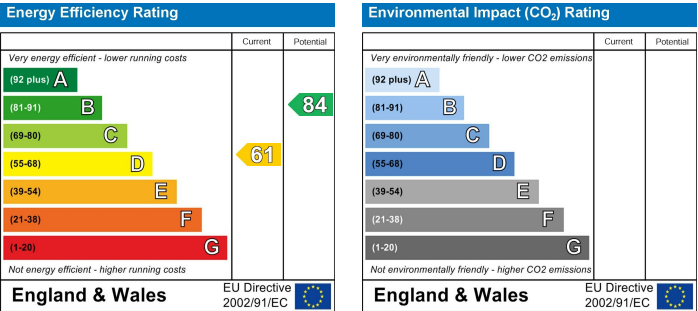 Energy Efficiency Rating
Current Potential
Very energy efficient - lower running costs
(92 plus) A
(81-91) B
84
(69-80) C
(55-68) D
61
(39-54) E
(21-38) F
(1-20) G
Not energy efficient - higher running costs
England & Wales
EU Directive
2002/91/EC
Environmental Impact (CO₂) Rating
Current Potential
Very environmentally friendly - lower CO2 emissions
(92 plus) A
(81-91) B
(69-80) C
(55-68) D
(39-54) E
(21-38) F
(1-20) G
Not environmentally friendly - higher CO2 emissions
England & Wales
EU Directive
2002/91/EC